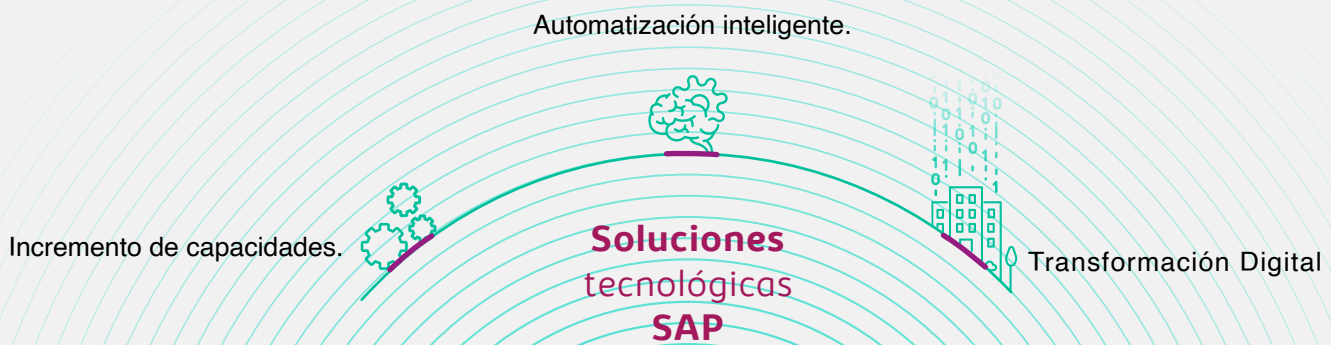 Automatización inteligente.
Incremento de capacidades.
Soluciones
tecnológicas
SAP
Transformación Digital